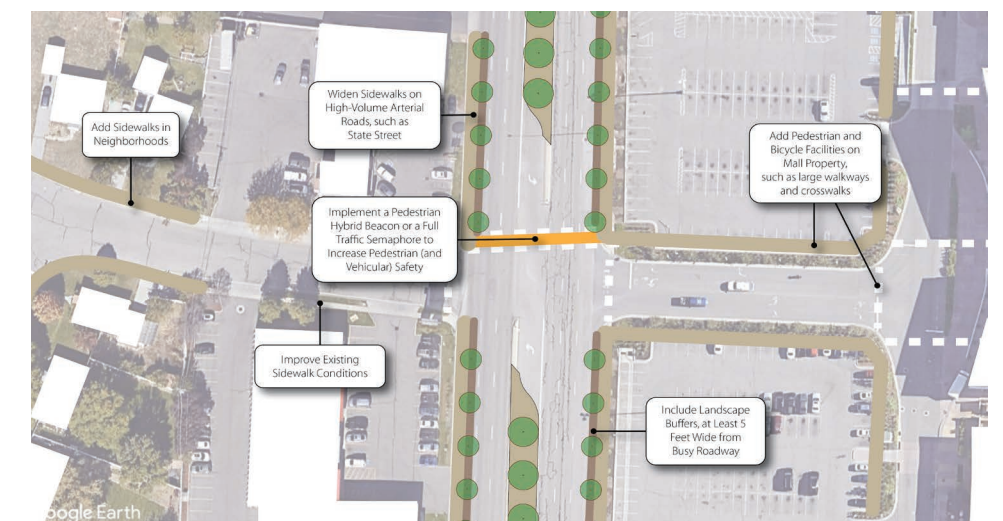 Widen Sidewalks on
High-Volume Arterial
Roads, such as
State Street
Add Sidewalks in
Neighborhoods
Add Pedestrian and
Bicycle Facilities on
Mall Property,
such as large walkways
and crosswalks
Implement a Pedestrian
Hybrid Beacon or a Full
Traffic Semaphore to
Increase Pedestrian (and
Vehicular) Safety
Improve Existing
Sidewalk Conditions
Include Landscape
Buffers, at Least 5
Feet Wide from
Busy Roadway
oogle Earth